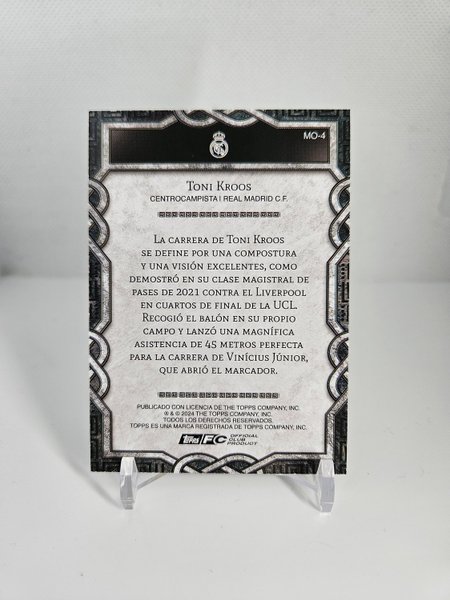 MO-4
Toni Kroos
CENTROCAMPISTA | REAL MADRID C.F.
La carrera de Toni Kroos
se define por una compostura
y una visión excelentes, como
demostró en su clase magistral de
pases de 2021 contra el Liverpool
en cuartos de final de la UCL.
Recogió el balón en su propio
campo y lanzó una magnífica
asistencia de 45 metros perfecta
para la carrera de Vinícius Júnior,
que abrió el marcador.
PUBLICADO CON LICENCIA DE THE TOPPS COMPANY, INC.
® & © 2024 THE TOPPS COMPANY, INC.
TODOS LOS DERECHOS RESERVADOS.
TOPPS ES UNA MARCA REGISTRADA DE TOPPS COMPANY, INC.
Topps FC OFFICIAL
CLUB
PRODUCT